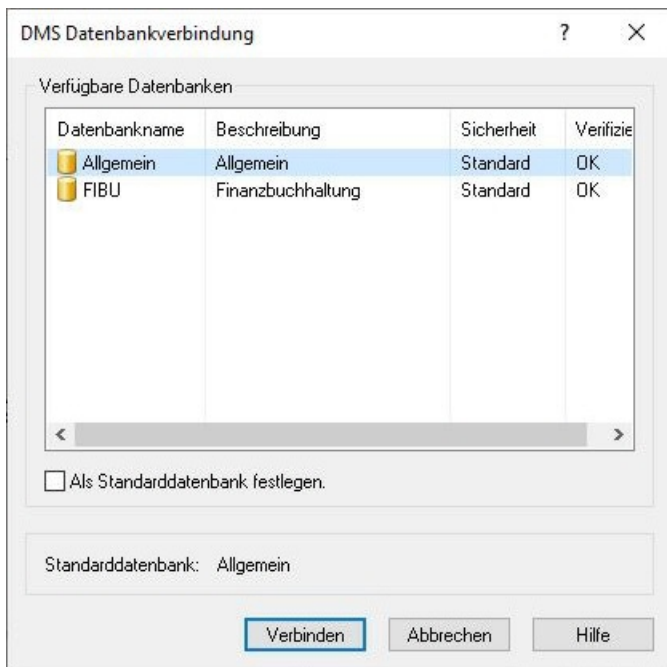 DMS Datenbankverbindung ?
Verfügbare Datenbanken
Datenbankname Beschreibung Sicherheit Verifizie
Allgemein Allgemein Standard OK
FIBU Finanzbuchhaltung Standard OK
Als Standarddatenbank festlegen.
Standarddatenbank: Allgemein
Verbinden Abbrechen Hilfe